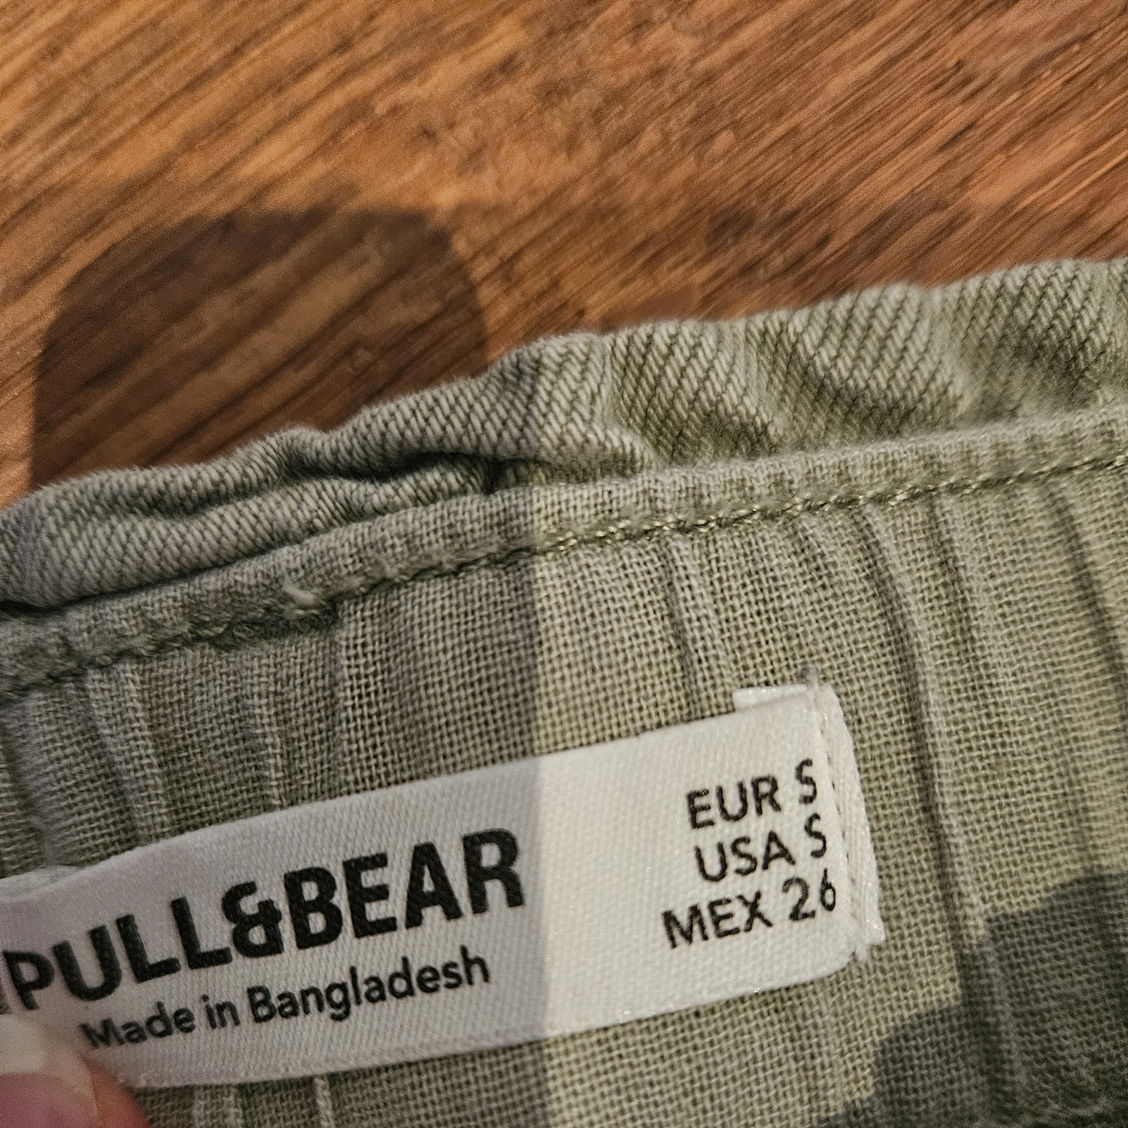 PULL&BEAR
Made in Bangladesh
EUR S
USA S
MEX 26